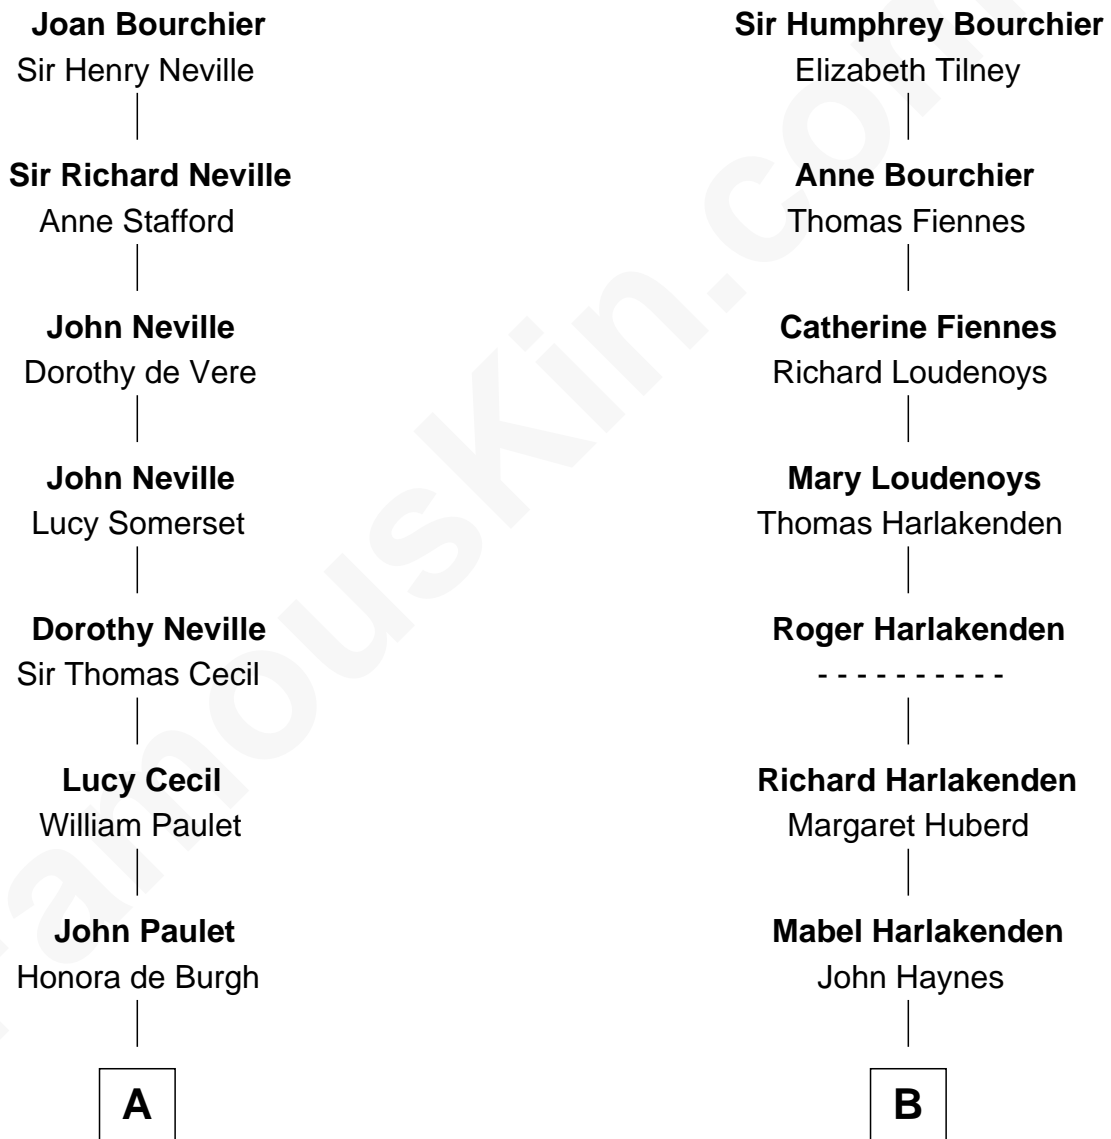 Joan Bourchier
Sir Henry Neville
Sir Richard Neville
Anne Stafford
John Neville
Dorothy de Vere
John Neville
Lucy Somerset
Dorothy Neville
Sir Thomas Cecil
Lucy Cecil
William Paulet
John Paulet
Honora de Burgh
A
Sir Humphrey Bourchier
Elizabeth Tilney
Anne Bourchier
Thomas Fiennes
Catherine Fiennes
Richard Loudenoys
Mary Loudenoys
Thomas Harlakenden
Roger Harlakenden
- - - - - - - - - -
Richard Harlakenden
Margaret Huberd
Mabel Harlakenden
John Haynes
B
FamousKin.com